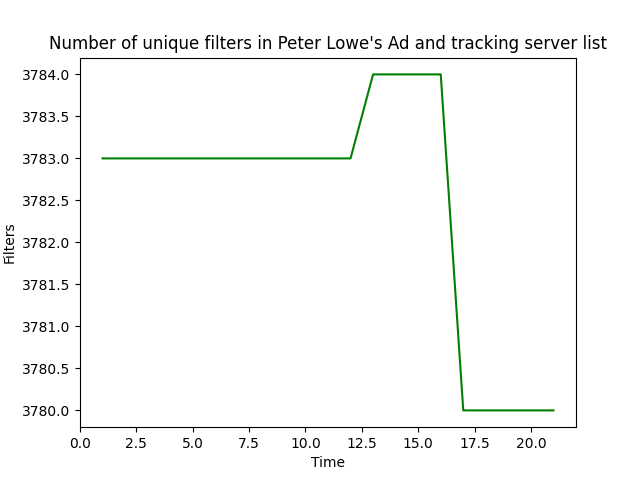 Number of unique filters in Peter Lowe's Ad and tracking server list
3784.0
3783.5
3783.0
3782.5
3782.0
3781.5
3781.0
3780.5
3780.0
Filters
0.0 2.5 5.0 7.5 10.0 12.5 15.0 17.5 20.0
Time